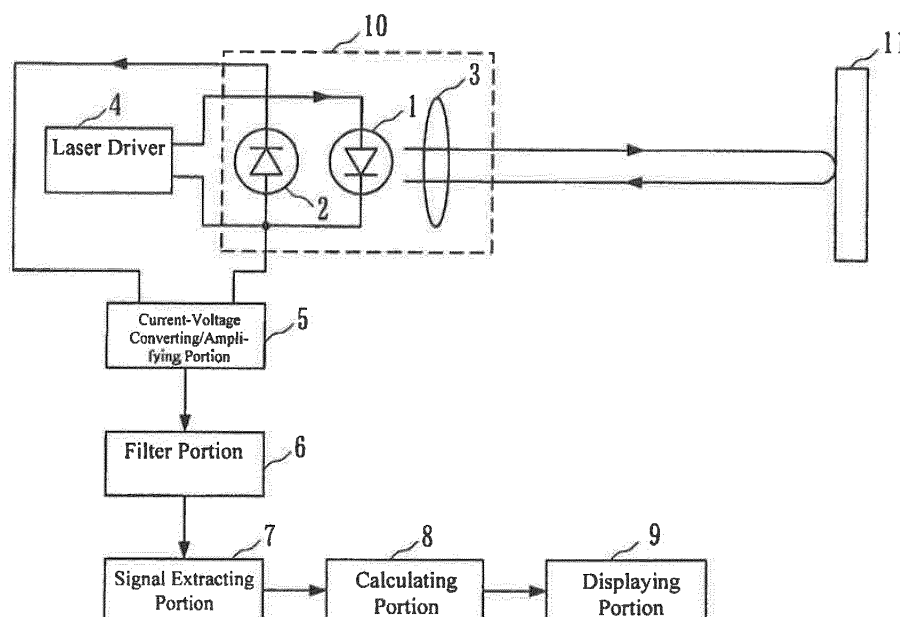 10
11
3
4
1
Laser Driver
2
Current-Voltage
Converting/Ampli-
fying Portion
5
Filter Portion
6
7
8
9
Signal Extracting
Portion
Calculating
Portion
Displaying
Portion